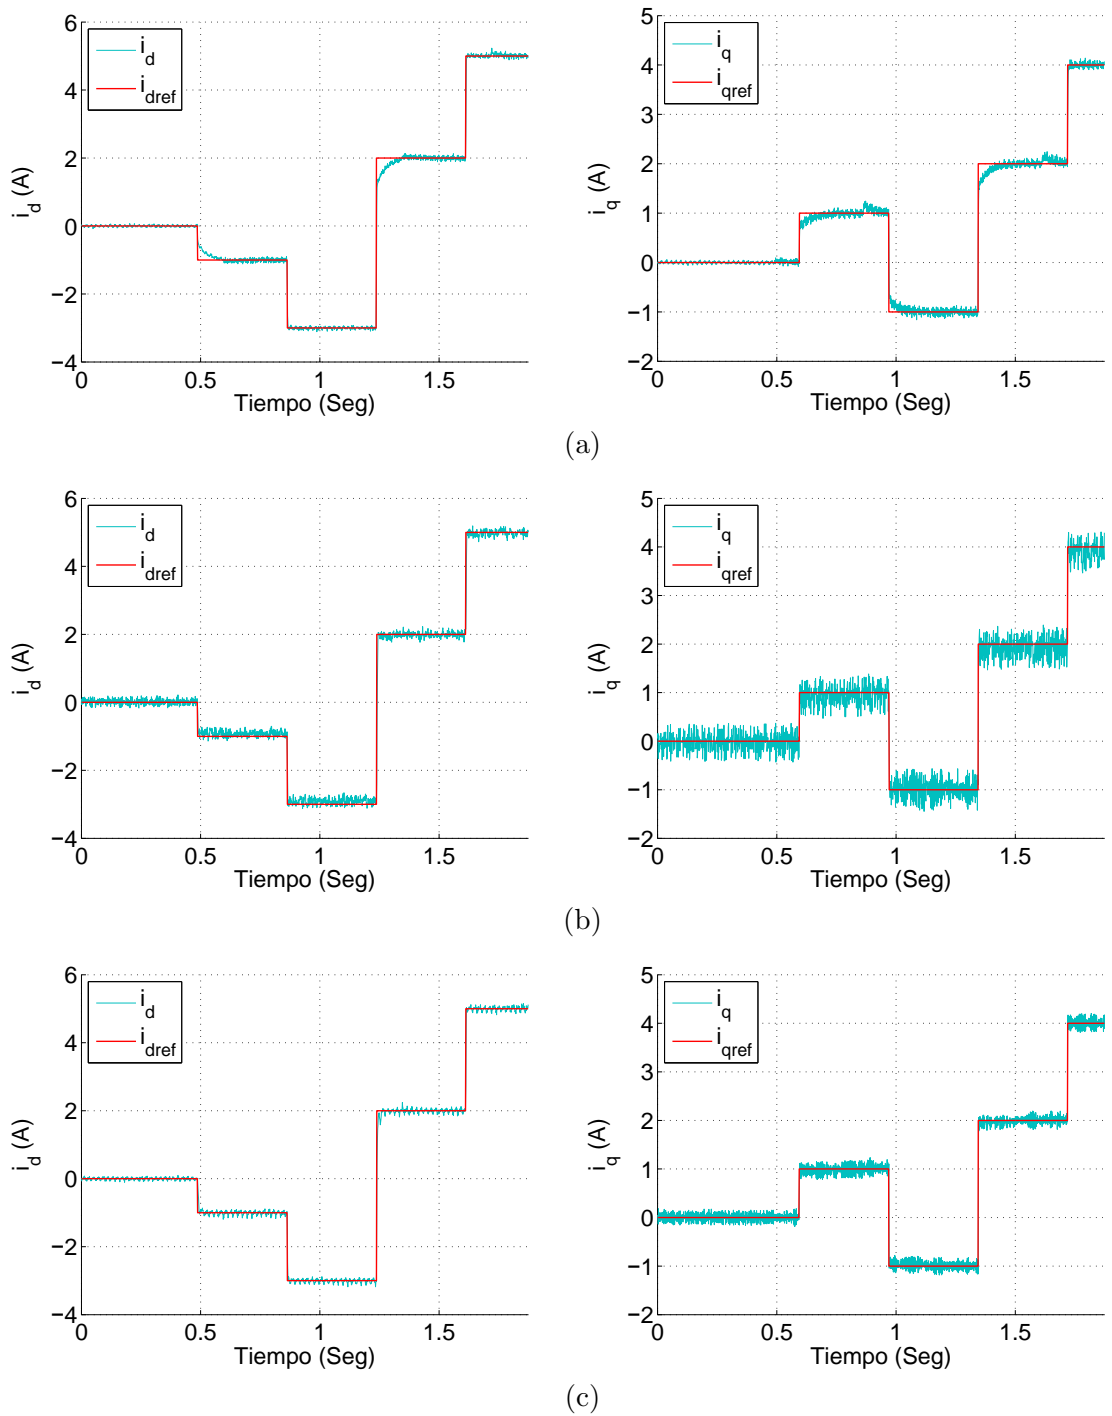 6
4
2
0
−2
−4
i_d (A)
i_d
i_dref
0 0.5 1 1.5
Tiempo (Seg)
5
4
3
2
1
0
−1
−2
i_q (A)
i_q
i_qref
0 0.5 1 1.5
Tiempo (Seg)
(a)
6
4
2
0
−2
−4
i_d (A)
i_d
i_dref
0 0.5 1 1.5
Tiempo (Seg)
5
4
3
2
1
0
−1
−2
i_q (A)
i_q
i_qref
0 0.5 1 1.5
Tiempo (Seg)
(b)
6
4
2
0
−2
−4
i_d (A)
i_d
i_dref
0 0.5 1 1.5
Tiempo (Seg)
5
4
3
2
1
0
−1
−2
i_q (A)
i_q
i_qref
0 0.5 1 1.5
Tiempo (Seg)
(c)